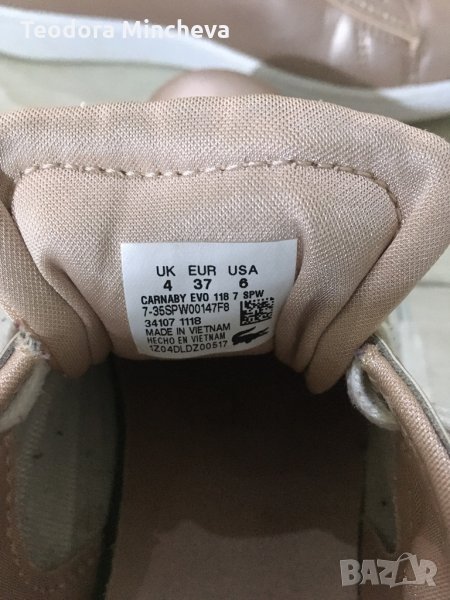 Teodora Mincheva
UK EUR USA
4 37 6
CARNABY EVO 118 7 SPW
7-35SPW00147F8
34107 1118
MADE IN VIETNAM
HECHO EN VIETNAM
1Z04DLDZ00517
BAZAR